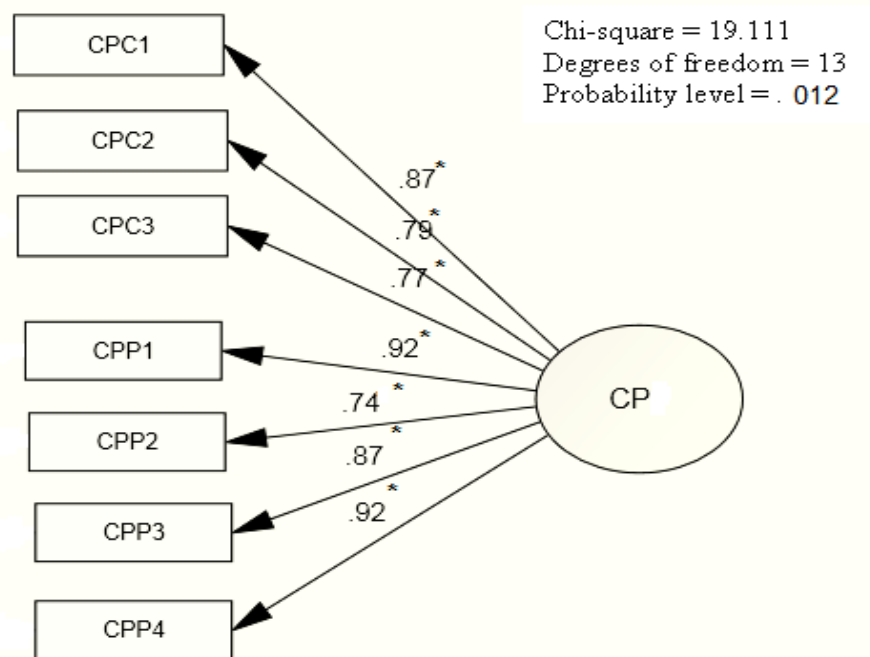 CPC1
Chi-square = 19.111
Degrees of freedom = 13
Probability level = . 012
CPC2
.87*
CPC3
.79*
.77*
CPP1
.92*
CP
.74*
CPP2
.87*
.92*
CPP3
CPP4